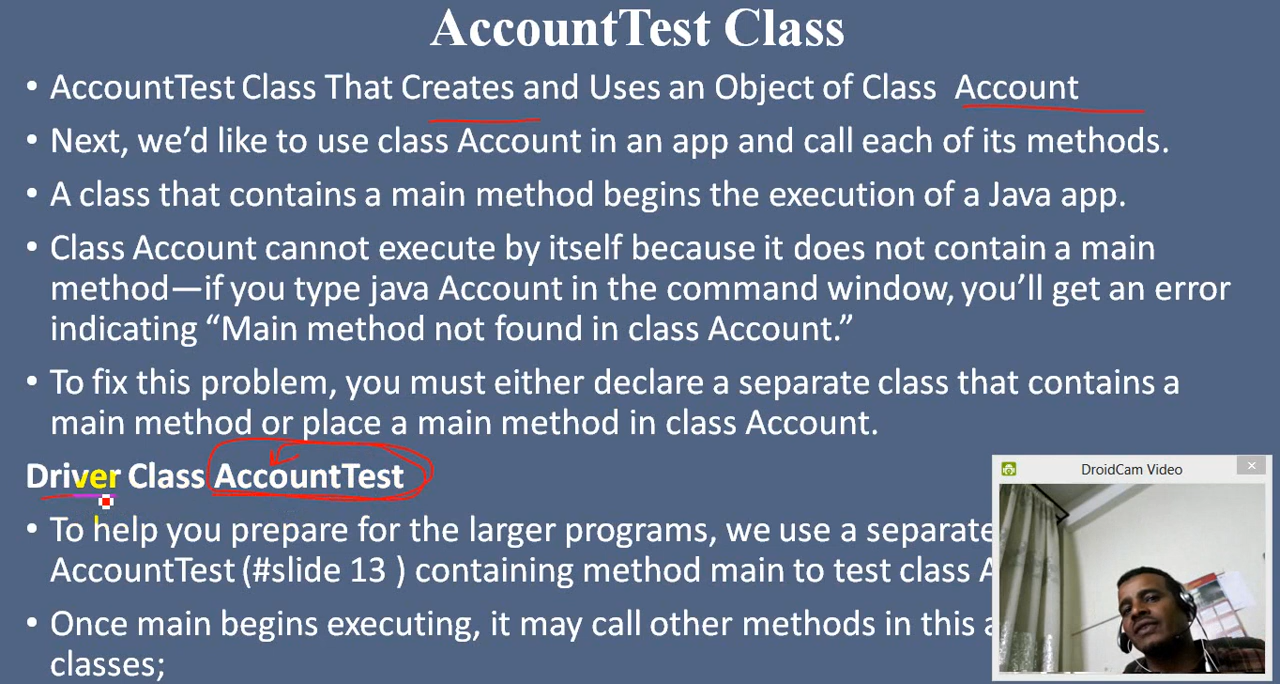 AccountTest Class
• AccountTest Class That Creates and Uses an Object of Class Account
• Next, we’d like to use class Account in an app and call each of its methods.
• A class that contains a main method begins the execution of a Java app.
• Class Account cannot execute by itself because it does not contain a main
method—if you type java Account in the command window, you’ll get an error
indicating “Main method not found in class Account.”
• To fix this problem, you must either declare a separate class that contains a
main method or place a main method in class Account.
Driver Class AccountTest
• To help you prepare for the larger programs, we use a separate
AccountTest (#slide 13 ) containing method main to test class
• Once main begins executing, it may call other methods in this
classes;
DroidCam Video